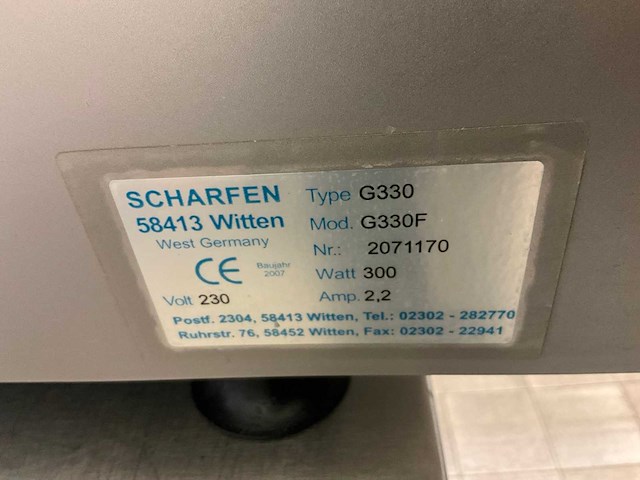 SCHARFEN
58413 Witten
West Germany
CE
Baujahr
2007
Volt 230
Type G330
Mod. G330F
Nr.: 2071170
Watt 300
Amp. 2,2
Postf. 2304, 58413 Witten, Tel.: 02302 - 282770
Ruhrstr. 76, 58452 Witten, Fax: 02302 - 22941